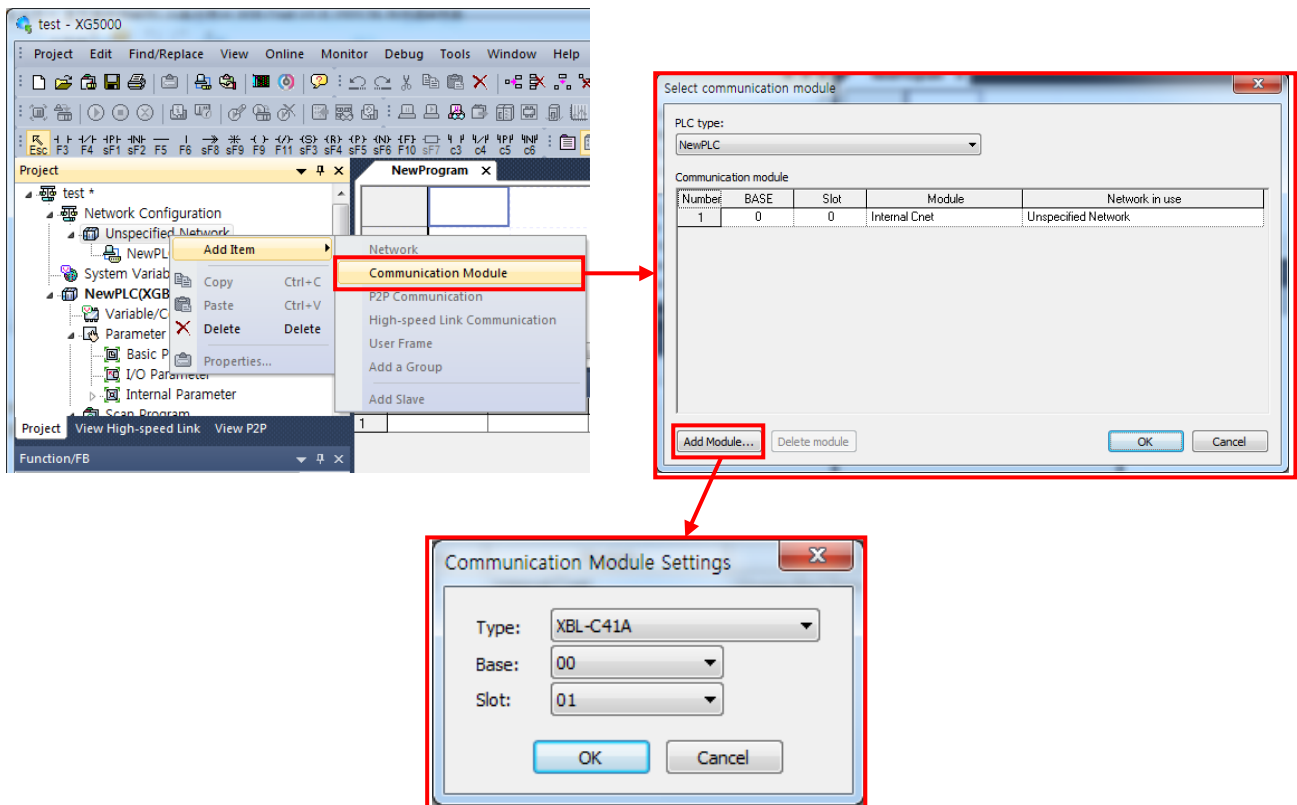 test - XG5000
Project Edit Find/Replace View Online Monitor Debug Tools Window Help
Esc F3 F4 sF1 sF2 F5 F6 sF8 sF9 F9 F11 sF3 sF4 sF5 sF6 F10 sF7 c3 c4 c5 c6
Project
NewProgram
test *
Network Configuration
Unspecified Network
NewPL
System Variab
NewPLC(XGB
Variable/C
Parameter
Basic P
I/O Parameter
Internal Parameter
Scan Program
Add Item
Copy Ctrl+C
Paste Ctrl+V
Delete Delete
Properties...
Network
Communication Module
P2P Communication
High-speed Link Communication
User Frame
Add a Group
Add Slave
1
Project View High-speed Link View P2P
Function/FB
Select communication module
PLC type:
NewPLC
Communication module
Number BASE Slot Module Network in use
1 0 0 Internal Cnet Unspecified Network
Add Module... Delete module OK Cancel
Communication Module Settings
Type: XBL-C41A
Base: 00
Slot: 01
OK Cancel